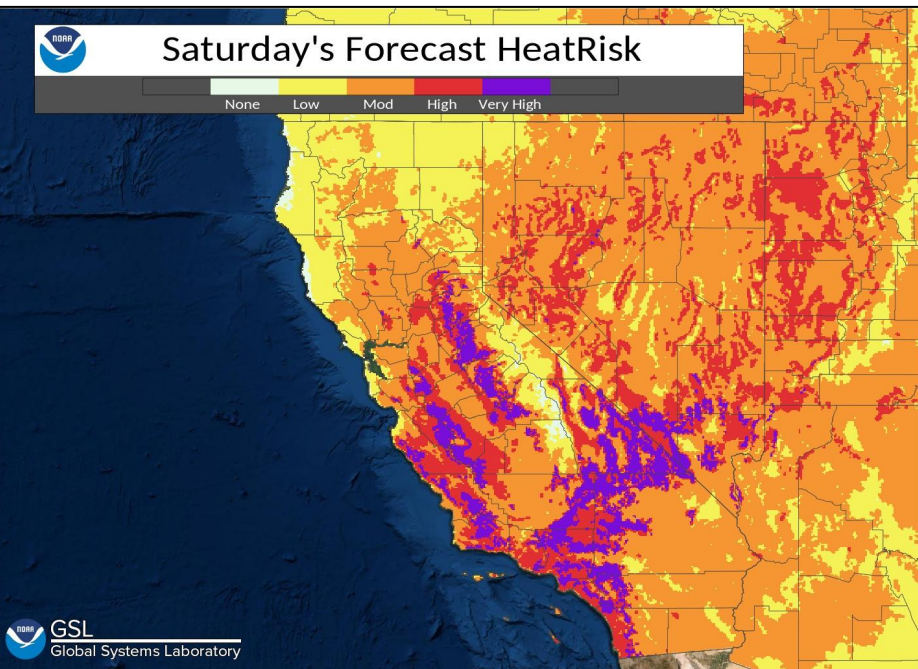 NOAA
Saturday's Forecast HeatRisk
None Low Mod High Very High
NOAA
GSL
Global Systems Laboratory